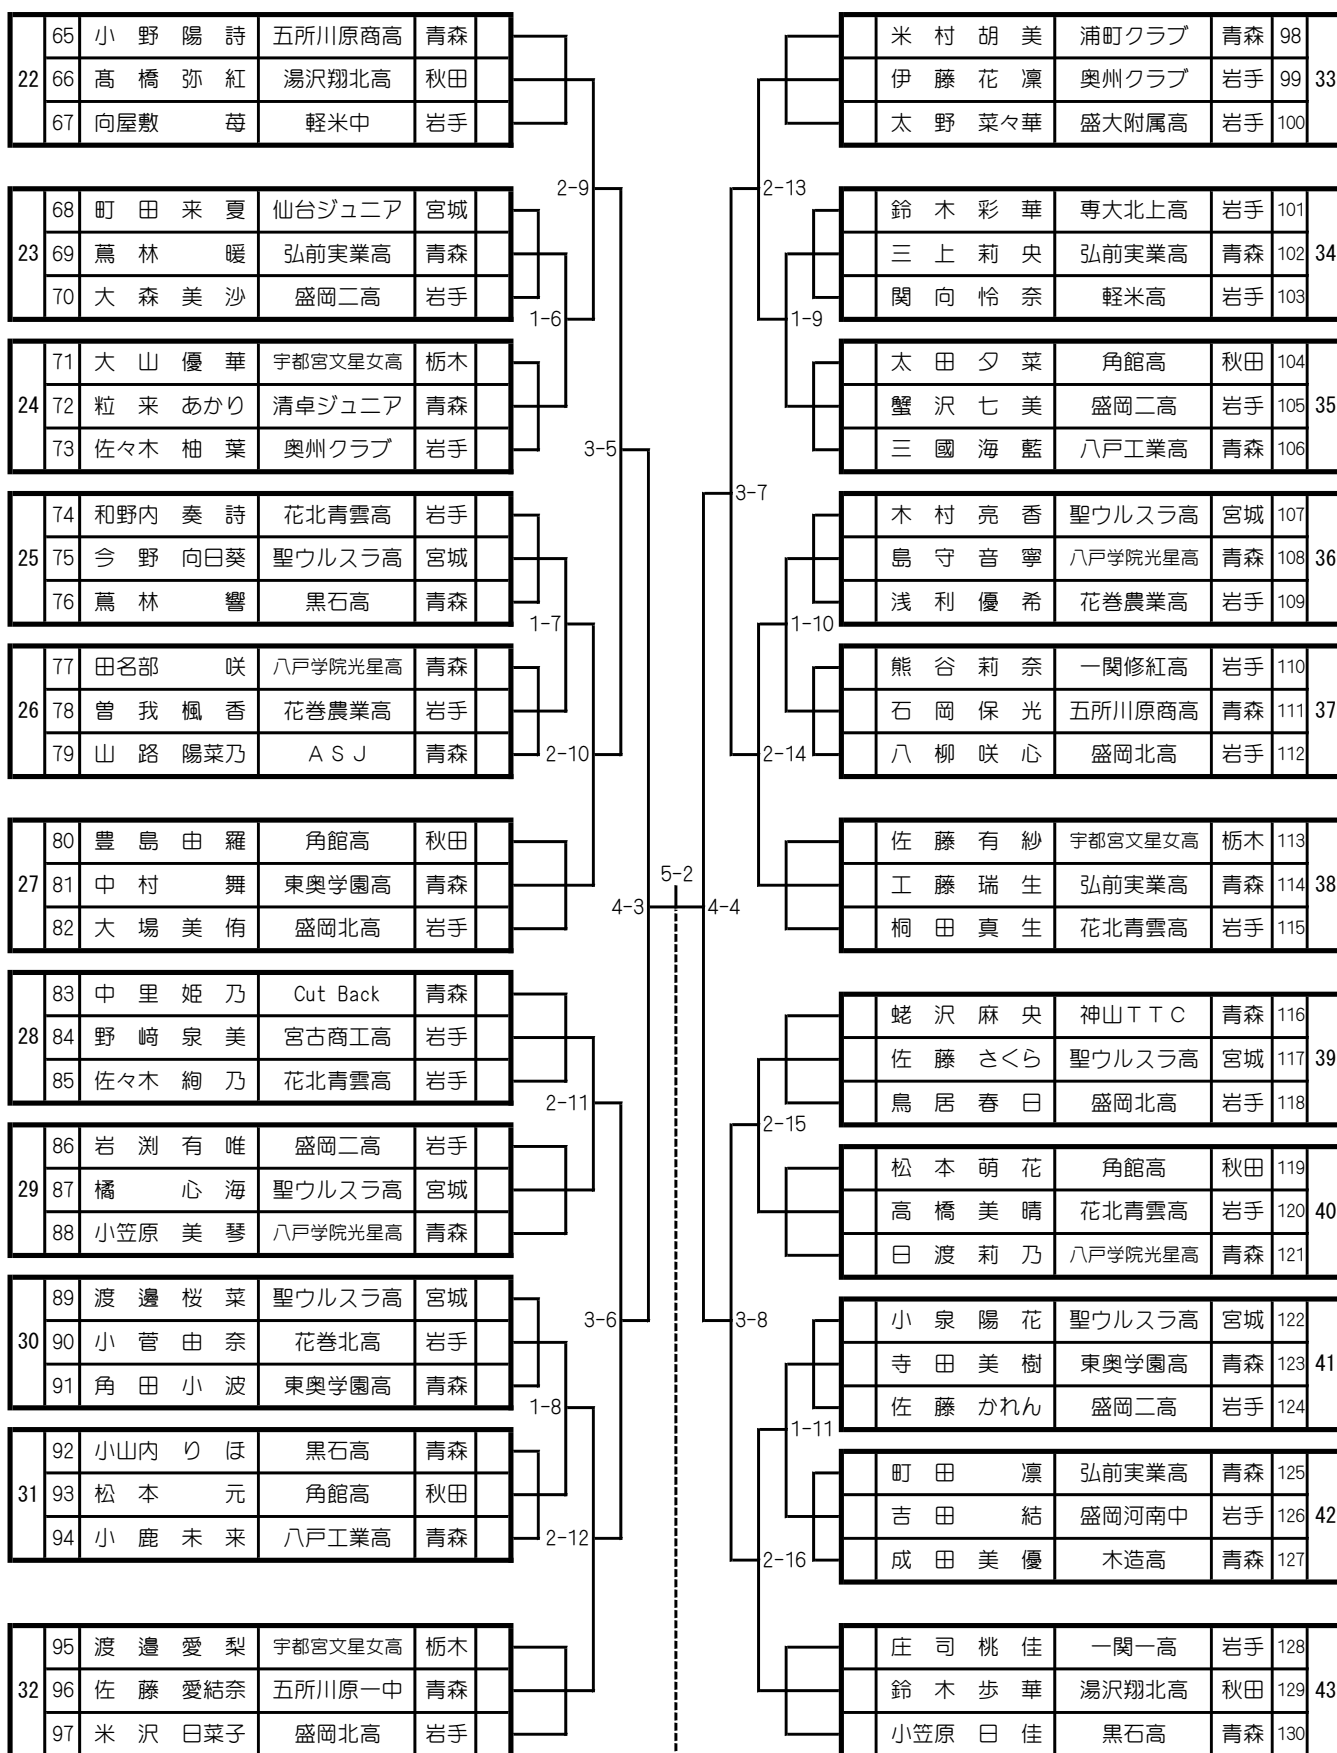 22
65 小野陽詩 五所川原商高 青森
66 髙橋弥紅 湯沢翔北高 秋田
67 向屋敷 苺 軽米中 岩手
2-9
23
68 町田来夏 仙台ジュニア 宮城
69 蔦林 暖 弘前実業高 青森
70 大森美沙 盛岡二高 岩手
1-6
24
71 大山優華 宇都宮文星女高 栃木
72 粒来あかり 清卓ジュニア 青森
73 佐々木柚葉 奥州クラブ 岩手
3-5
25
74 和野内奏詩 花北青雲高 岩手
75 今野向日葵 聖ウルスラ高 宮城
76 蔦林 響 黒石高 青森
1-7
26
77 田名部 咲 八戸学院光星高 青森
78 曽我楓香 花巻農業高 岩手
79 山路陽菜乃 ASJ 青森
2-10
27
80 豊島由羅 角館高 秋田
81 中村 舞 東奥学園高 青森
82 大場美侑 盛岡北高 岩手
4-3
28
83 中里姫乃 Cut Back 青森
84 野﨑泉美 宮古商工高 岩手
85 佐々木絢乃 花北青雲高 岩手
2-11
29
86 岩渕有唯 盛岡二高 岩手
87 橘 心海 聖ウルスラ高 宮城
88 小笠原美琴 八戸学院光星高 青森
30
89 渡邊桜菜 聖ウルスラ高 宮城
90 小菅由奈 花巻北高 岩手
91 角田小波 東奥学園高 青森
3-6
1-8
31
92 小山内りほ 黒石高 青森
93 松本 元 角館高 秋田
94 小鹿未来 八戸工業高 青森
2-12
32
95 渡邉愛梨 宇都宮文星女高 栃木
96 佐藤愛結奈 五所川原一中 青森
97 米沢日菜子 盛岡北高 岩手
5-2
米村胡美 浦町クラブ 青森 98
伊藤花凜 奥州クラブ 岩手 99
太野菜々華 盛大附属高 岩手 100
33
2-13
鈴木彩華 専大北上高 岩手 101
三上莉央 弘前実業高 青森 102
関向怜奈 軽米高 岩手 103
34
1-9
太田夕菜 角館高 秋田 104
蟹沢七美 盛岡二高 岩手 105
三國海藍 八戸工業高 青森 106
35
3-7
木村亮香 聖ウルスラ高 宮城 107
島守音寧 八戸学院光星高 青森 108
浅利優希 花巻農業高 岩手 109
36
1-10
熊谷莉奈 一関修紅高 岩手 110
石岡保光 五所川原商高 青森 111
八柳咲心 盛岡北高 岩手 112
37
2-14
佐藤有紗 宇都宮文星女高 栃木 113
工藤瑞生 弘前実業高 青森 114
桐田真生 花北青雲高 岩手 115
38
4-4
蛯沢麻央 神山TTC 青森 116
佐藤さくら 聖ウルスラ高 宮城 117
鳥居春日 盛岡北高 岩手 118
39
2-15
松本萌花 角館高 秋田 119
高橋美晴 花北青雲高 岩手 120
日渡莉乃 八戸学院光星高 青森 121
40
3-8
小泉陽花 聖ウルスラ高 宮城 122
寺田美樹 東奥学園高 青森 123
佐藤かれん 盛岡二高 岩手 124
41
1-11
町田 凛 弘前実業高 青森 125
吉田 結 盛岡河南中 岩手 126
成田美優 木造高 青森 127
42
2-16
庄司桃佳 一関一高 岩手 128
鈴木歩華 湯沢翔北高 秋田 129
小笠原日佳 黒石高 青森 130
43